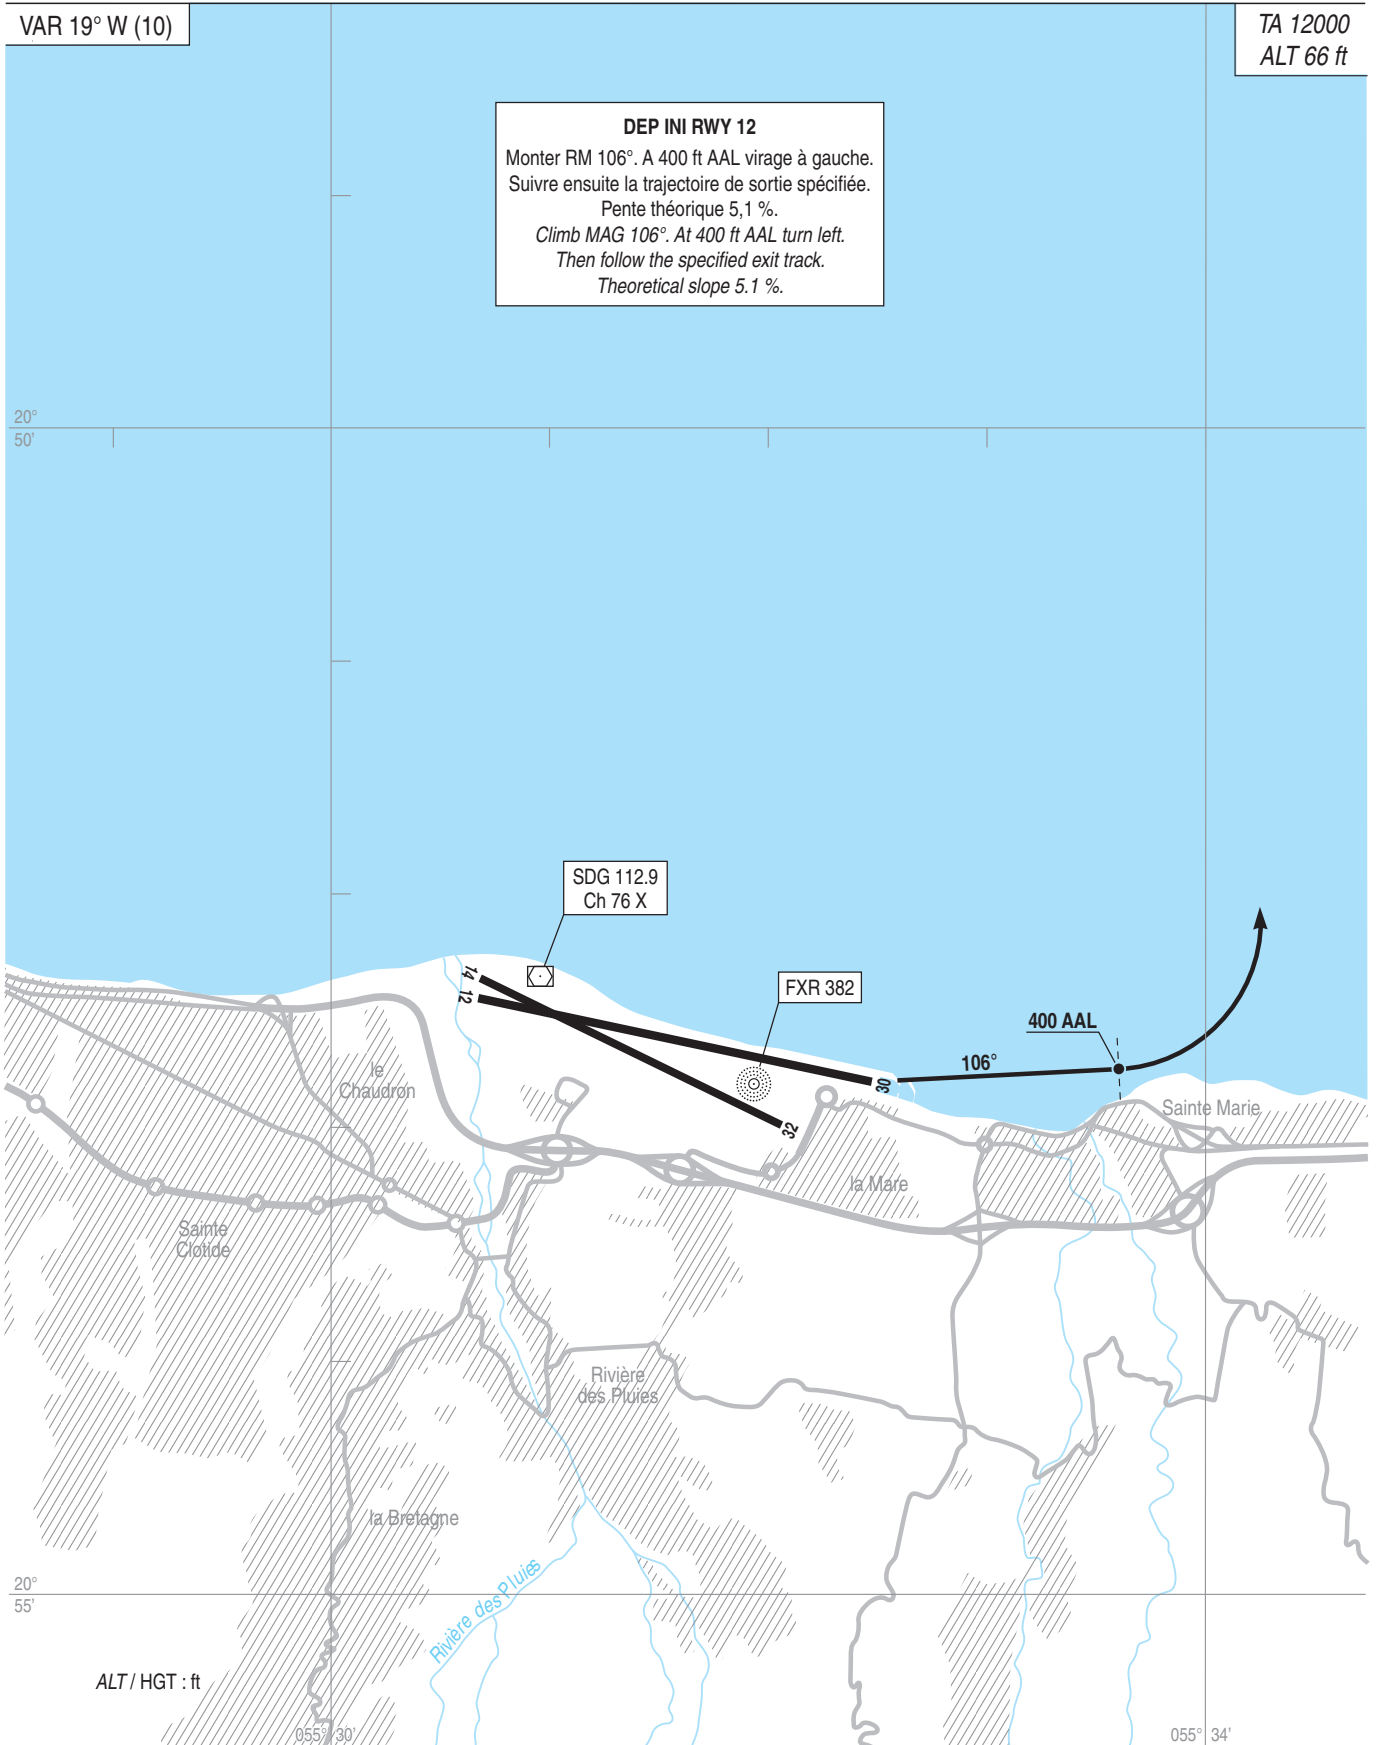 VAR 19° W (10)
TA 12000
ALT 66 ft
DEP INI RWY 12
Monter RM 106°. A 400 ft AAL virage à gauche.
Suivre ensuite la trajectoire de sortie spécifiée.
Pente théorique 5,1 %.
Climb MAG 106°. At 400 ft AAL turn left.
Then follow the specified exit track.
Theoretical slope 5.1 %.
20°
50'
SDG 112.9
Ch 76 X
14
12
FXR 382
400 AAL
106°
30
32
le
Chaudron
Sainte Marie
la Mare
Sainte
Clotide
Rivière
des Pluies
la Bretagne
Rivière des Pluies
20°
55'
ALT / HGT : ft
055° 30'
055° 34'